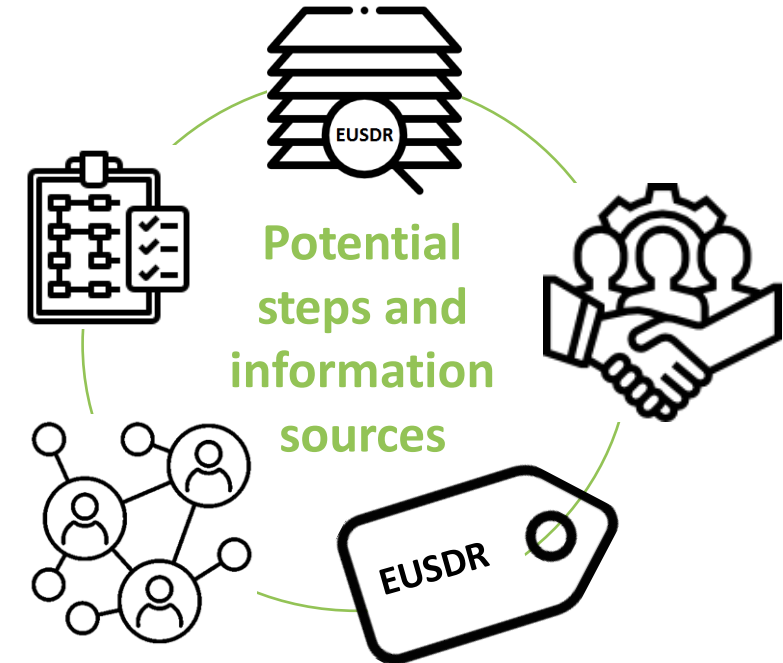 EUSDR
Potential
steps and
information
sources
EUSDR